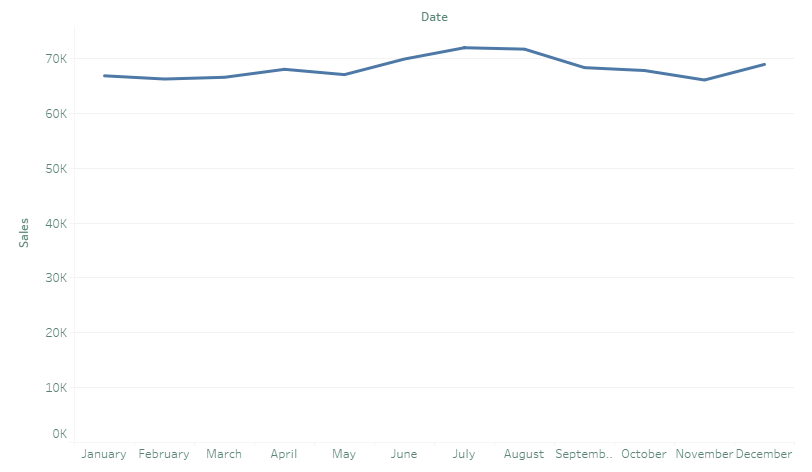 Date
70K
60K
50K
40K
30K
20K
10K
0K
Sales
January February March April May June July August Septemb.. October November December